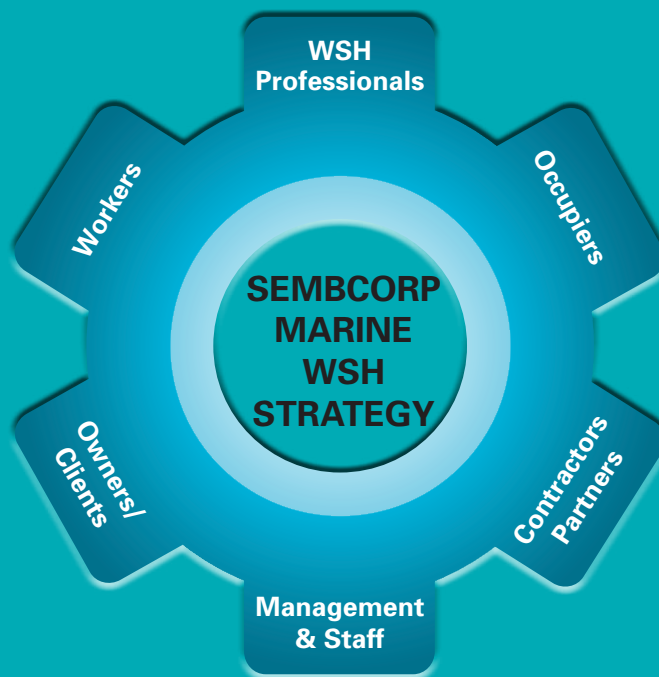 WSH
Professionals
Occupiers
Contractors
Partners
Management
& Staff
Owners/
Clients
Workers
SEMBCORP
MARINE
WSH
STRATEGY